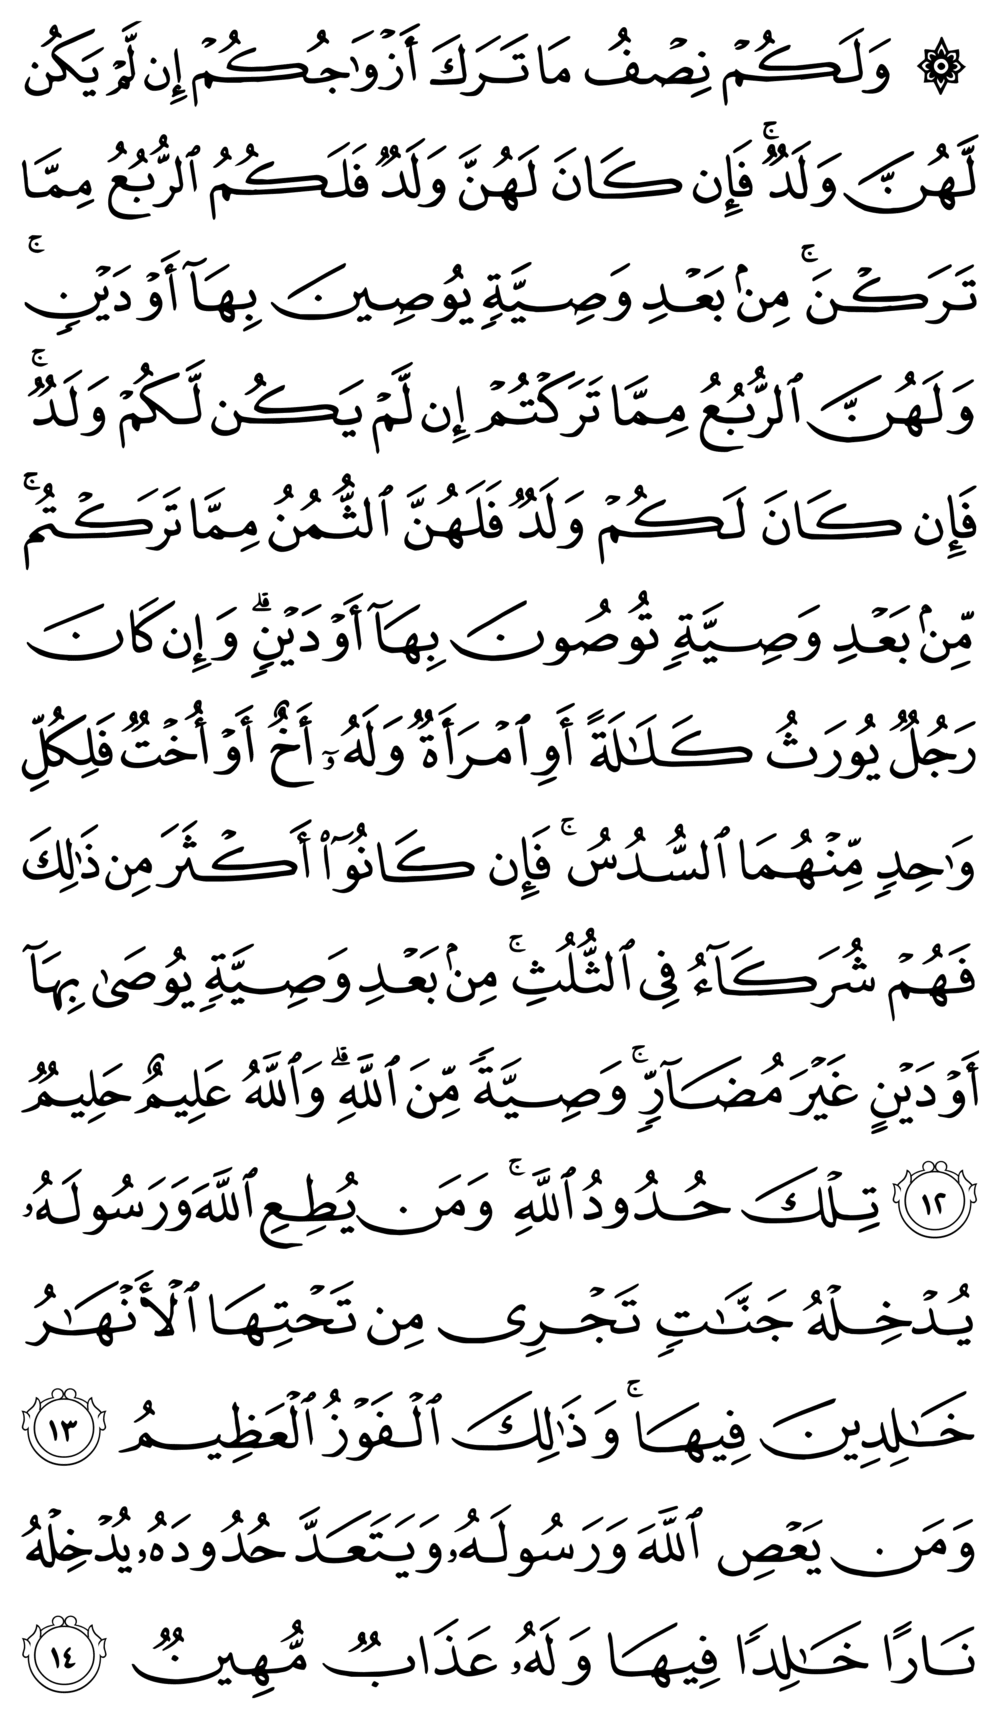 ۞ وَلَكُمْ نِصْفُ مَا تَرَكَ أَزْوَٰجُكُمْ إِن لَّمْ يَكُن
لَّهُنَّ وَلَدٌۭ ۚ فَإِن كَانَ لَهُنَّ وَلَدٌۭ فَلَكُمُ ٱلرُّبُعُ مِمَّا
تَرَكْنَ ۚ مِنۢ بَعْدِ وَصِيَّةٍۢ يُوصِينَ بِهَآ أَوْ دَيْنٍۢ ۚ
وَلَهُنَّ ٱلرُّبُعُ مِمَّا تَرَكْتُمْ إِن لَّمْ يَكُن لَّكُمْ وَلَدٌۭ ۚ
فَإِن كَانَ لَكُمْ وَلَدٌۭ فَلَهُنَّ ٱلثُّمُنُ مِمَّا تَرَكْتُم ۚ
مِّنۢ بَعْدِ وَصِيَّةٍۢ تُوصُونَ بِهَآ أَوْ دَيْنٍۢ ۗ وَإِن كَانَ
رَجُلٌۭ يُورَثُ كَلَـٰلَةً أَوِ ٱمْرَأَةٌۭ وَلَهُۥٓ أَخٌ أَوْ أُخْتٌۭ فَلِكُلِّ
وَٰحِدٍۢ مِّنْهُمَا ٱلسُّدُسُ ۚ فَإِن كَانُوٓا۟ أَكْثَرَ مِن ذَٰلِكَ
فَهُمْ شُرَكَآءُ فِى ٱلثُّلُثِ ۚ مِنۢ بَعْدِ وَصِيَّةٍۢ يُوصَىٰ بِهَآ
أَوْ دَيْنٍ غَيْرَ مُضَآرٍّۢ ۚ وَصِيَّةًۭ مِّنَ ٱللَّهِ ۗ وَٱللَّهُ عَلِيمٌ حَلِيمٌۭ
١٢ تِلْكَ حُدُودُ ٱللَّهِ ۚ وَمَن يُطِعِ ٱللَّهَ وَرَسُولَهُۥ
يُدْخِلْهُ جَنَّـٰتٍۢ تَجْرِى مِن تَحْتِهَا ٱلْأَنْهَـٰرُ
خَـٰلِدِينَ فِيهَا ۚ وَذَٰلِكَ ٱلْفَوْزُ ٱلْعَظِيمُ ١٣
وَمَن يَعْصِ ٱللَّهَ وَرَسُولَهُۥ وَيَتَعَدَّ حُدُودَهُۥ يُدْخِلْهُ
نَارًا خَـٰلِدًۭا فِيهَا وَلَهُۥ عَذَابٌۭ مُّهِينٌۭ ١٤